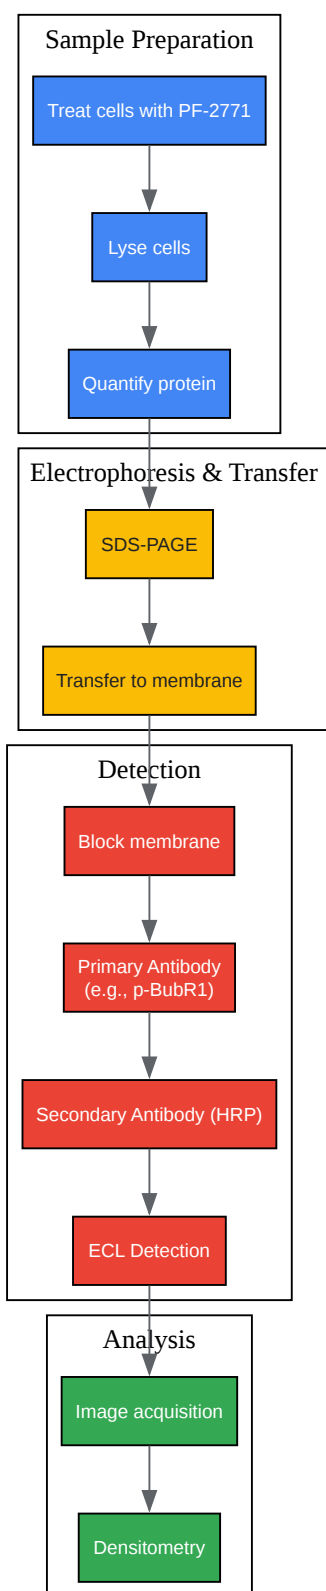 Sample Preparation
Treat cells with PF-2771
Lyse cells
Quantify protein
Electrophoresis & Transfer
SDS-PAGE
Transfer to membrane
Detection
Block membrane
Primary Antibody
(e.g., p-BubR1)
Secondary Antibody (HRP)
ECL Detection
Analysis
Image acquisition
Densitometry